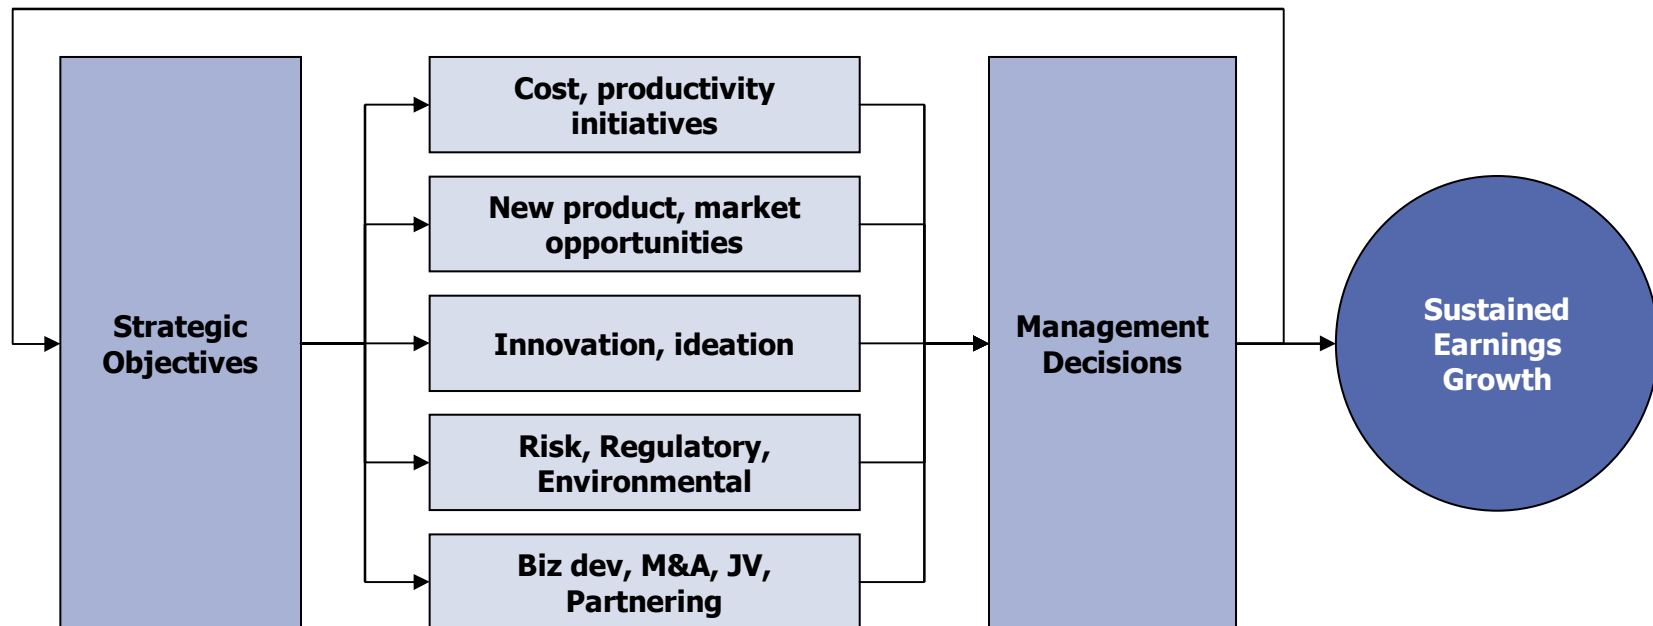 Strategic
Objectives
Cost, productivity
initiatives
New product, market
opportunities
Innovation, ideation
Risk, Regulatory,
Environmental
Biz dev, M&A, JV,
Partnering
Management
Decisions
Sustained
Earnings
Growth